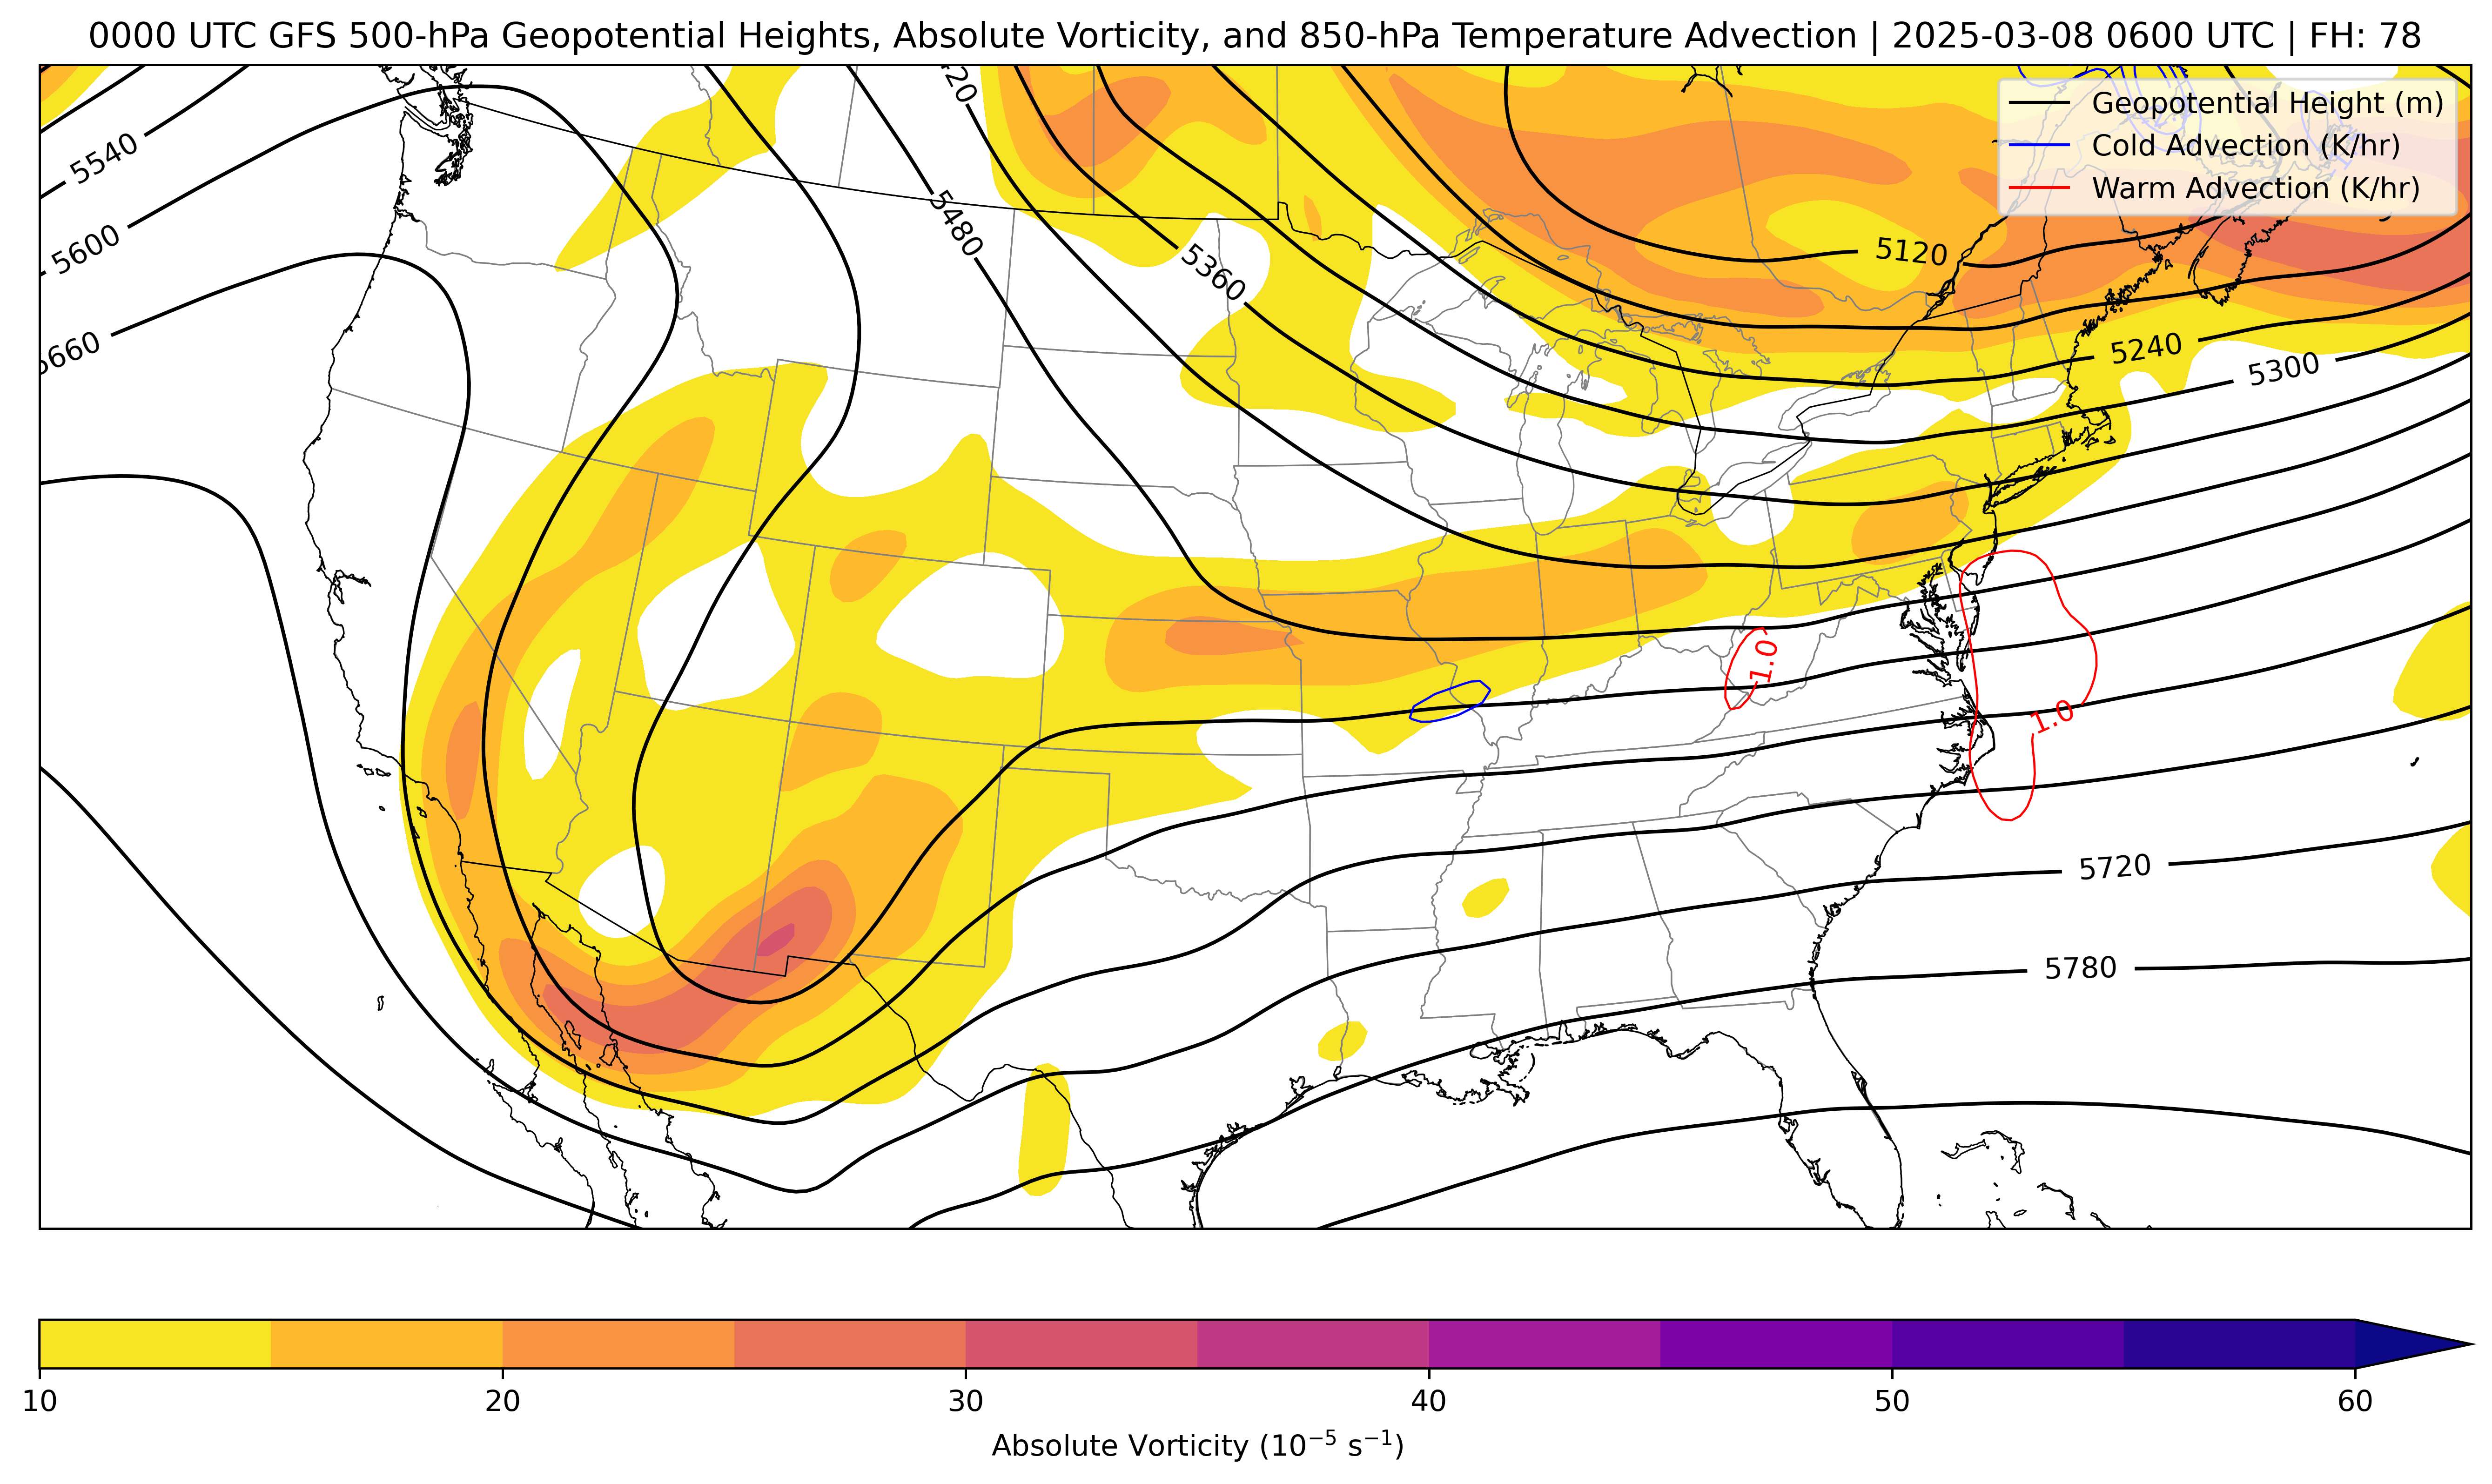 0000 UTC GFS 500-hPa Geopotential Heights, Absolute Vorticity, and 850-hPa Temperature Advection | 2025-03-08 0600 UTC | FH: 78
Geopotential Height (m)
Cold Advection (K/hr)
Warm Advection (K/hr)
5540
5600
5480
5360
5120
5240
5300
1.0
1.0
5720
5780
10 20 30 40 50 60
Absolute Vorticity (10⁻⁵ s⁻¹)